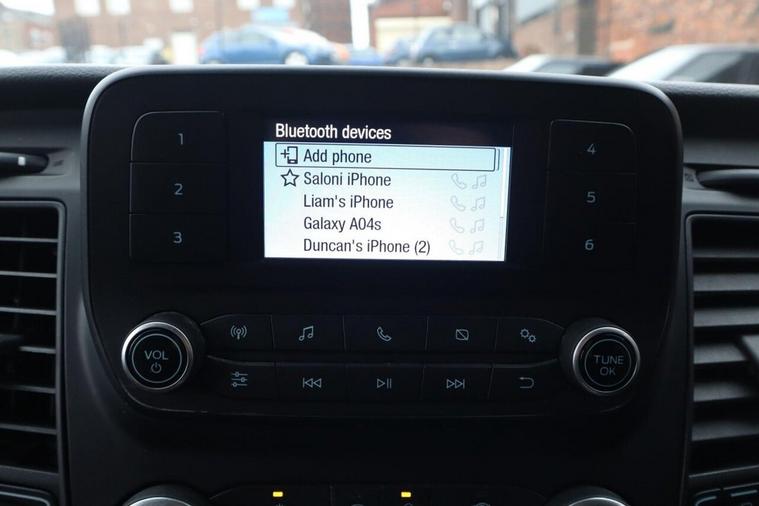 Bluetooth devices
Add phone
Saloni iPhone
Liam's iPhone
Galaxy A04s
Duncan's iPhone (2)
1
2
3
4
5
6
VOL
TUNE
OK